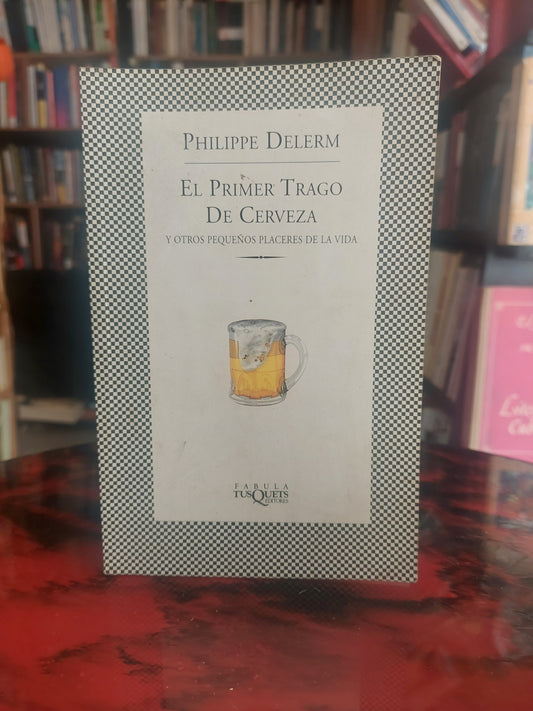 PHILIPPE DELERM
EL PRIMER TRAGO
DE CERVEZA
Y OTROS PEQUEÑOS PLACERES DE LA VIDA
FABULA
TUSQUETS
EDITORES